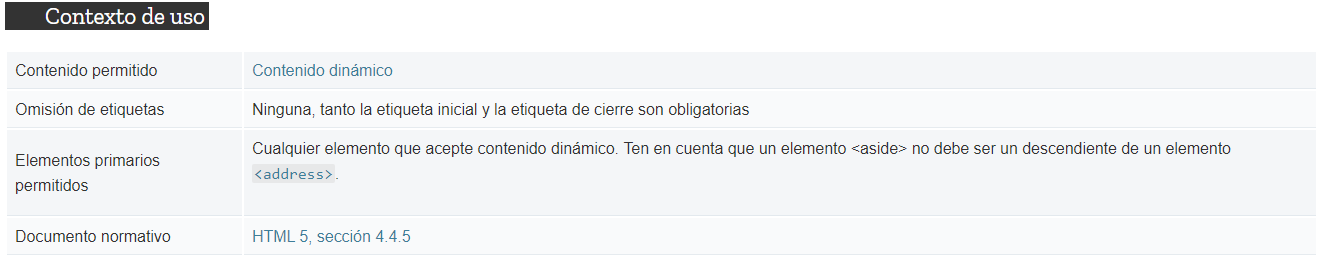 Contexto de uso
Contenido permitido Contenido dinámico
Omisión de etiquetas Ninguna, tanto la etiqueta inicial y la etiqueta de cierre son obligatorias
Elementos primarios permitidos Cualquier elemento que acepte contenido dinámico. Ten en cuenta que un elemento <aside> no debe ser un descendiente de un elemento
<address>.
Documento normativo HTML 5, sección 4.4.5